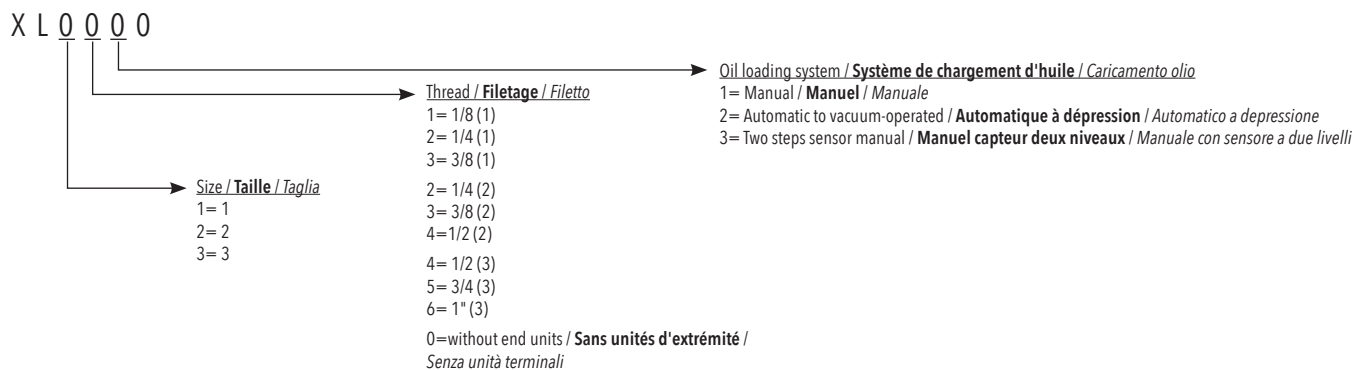 X L 0 0 0 0
Oil loading system / Système de chargement d'huile / Caricamento olio
1= Manual / Manuel / Manuale
2= Automatic to vacuum-operated / Automatique à dépression / Automatico a depressione
3= Two steps sensor manual / Manuel capteur deux niveaux / Manuale con sensore a due livelli
Thread / Filetage / Filetto
1= 1/8 (1)
2= 1/4 (1)
3= 3/8 (1)
2= 1/4 (2)
3= 3/8 (2)
4=1/2 (2)
4= 1/2 (3)
5= 3/4 (3)
6= 1" (3)
0=without end units / Sans unités d'extrémité /
Senza unità terminali
Size / Taille / Taglia
1= 1
2= 2
3= 3